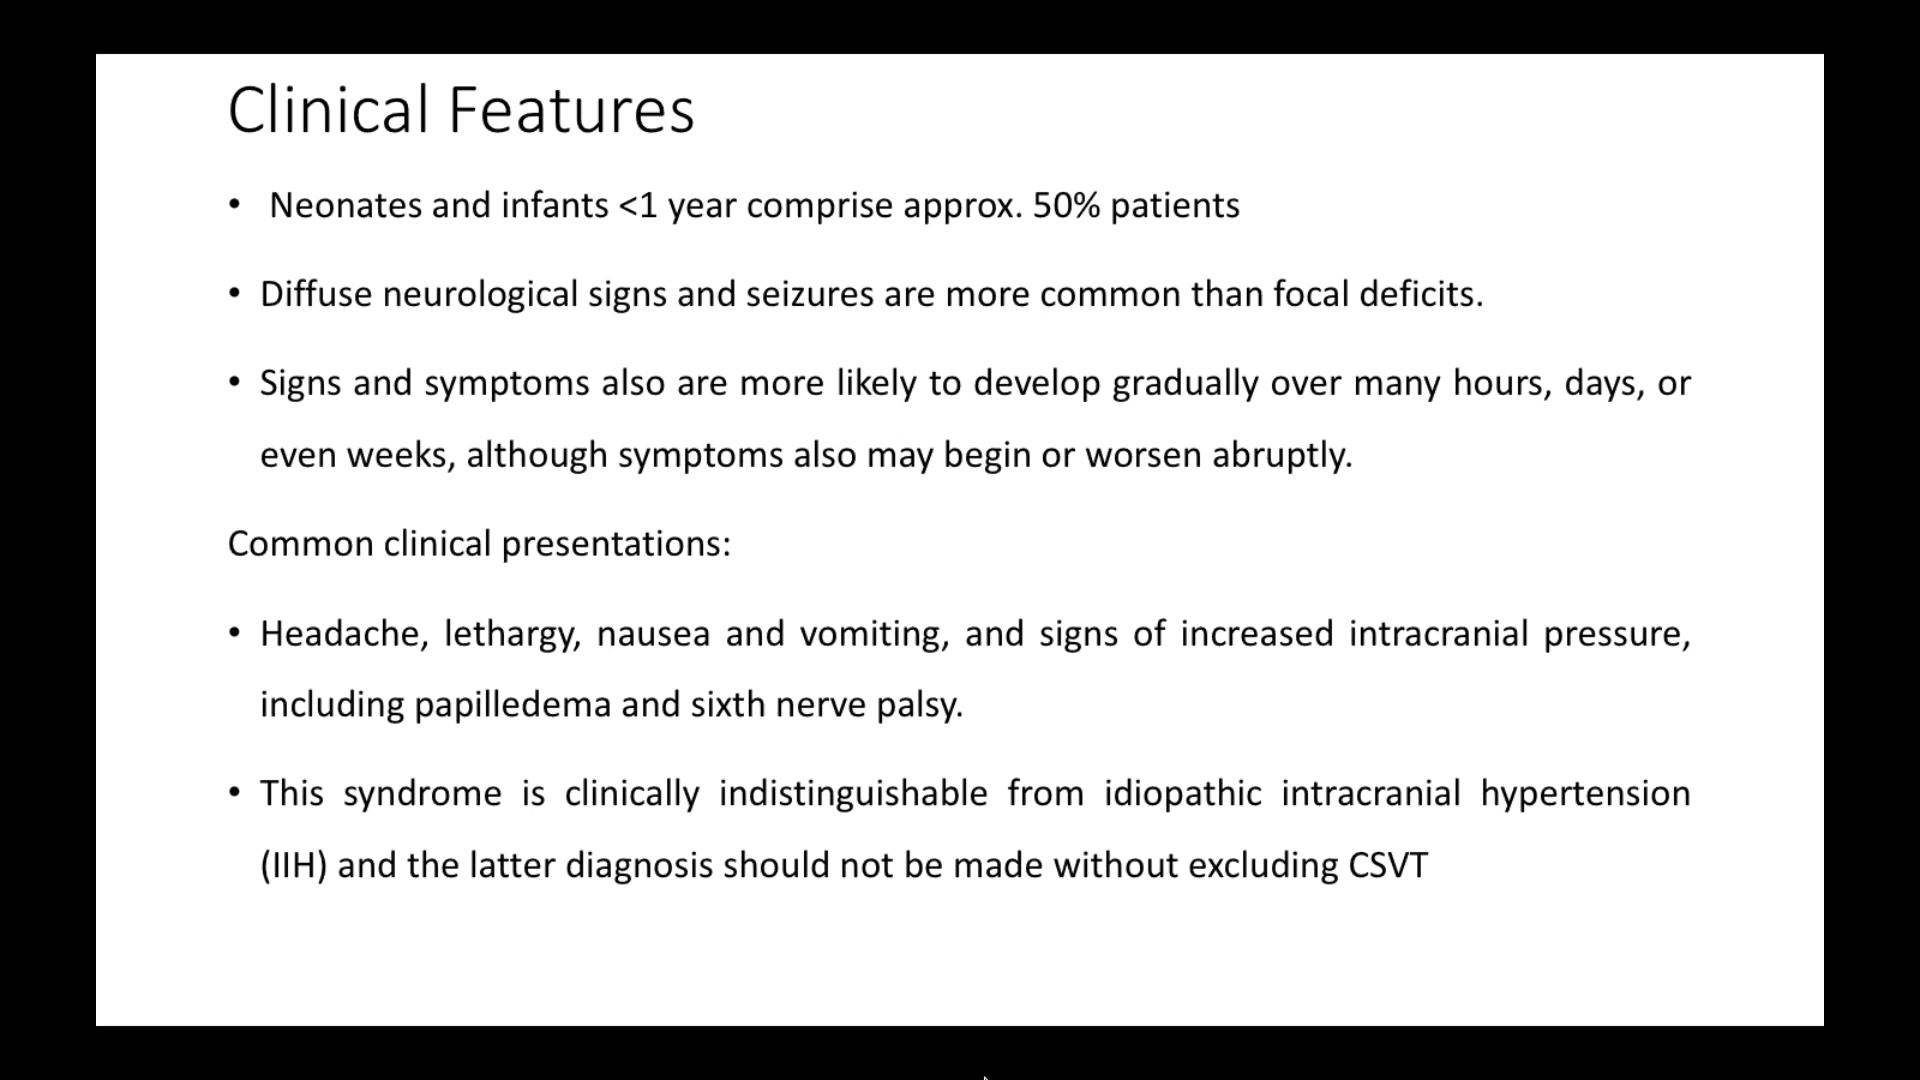 Clinical Features
• Neonates and infants <1 year comprise approx. 50% patients
• Diffuse neurological signs and seizures are more common than focal deficits.
• Signs and symptoms also are more likely to develop gradually over many hours, days, or
even weeks, although symptoms also may begin or worsen abruptly.
Common clinical presentations:
• Headache, lethargy, nausea and vomiting, and signs of increased intracranial pressure,
including papilledema and sixth nerve palsy.
• This syndrome is clinically indistinguishable from idiopathic intracranial hypertension
(IIH) and the latter diagnosis should not be made without excluding CSVT